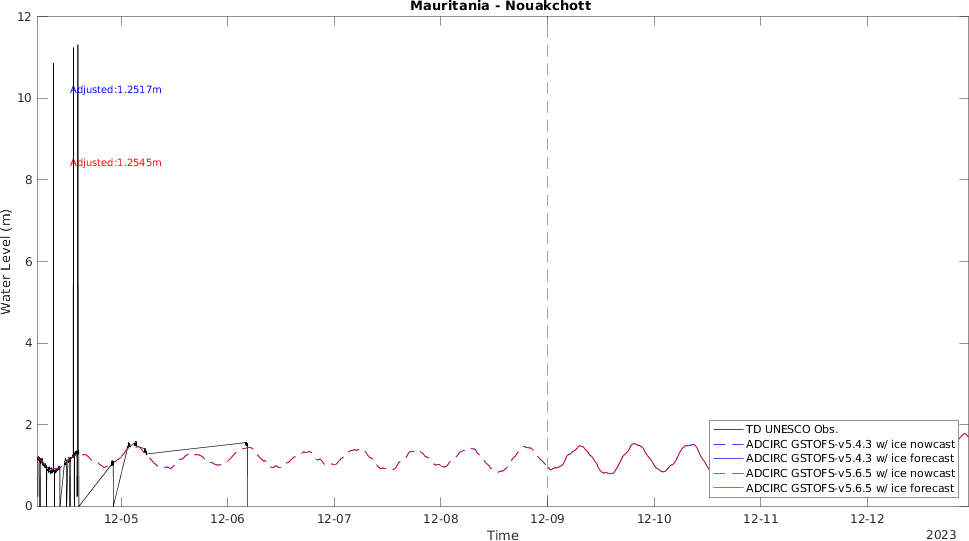 Mauritania - Nouakchott
12
10
8
6
4
2
0
Water Level (m)
Adjusted:1.2517m
Adjusted:1.2545m
TD UNESCO Obs.
ADCIRC GSTOFS-v5.4.3 w/ ice nowcast
ADCIRC GSTOFS-v5.4.3 w/ ice forecast
ADCIRC GSTOFS-v5.6.5 w/ ice nowcast
ADCIRC GSTOFS-v5.6.5 w/ ice forecast
12-05 12-06 12-07 12-08 12-09 12-10 12-11 12-12
Time
2023